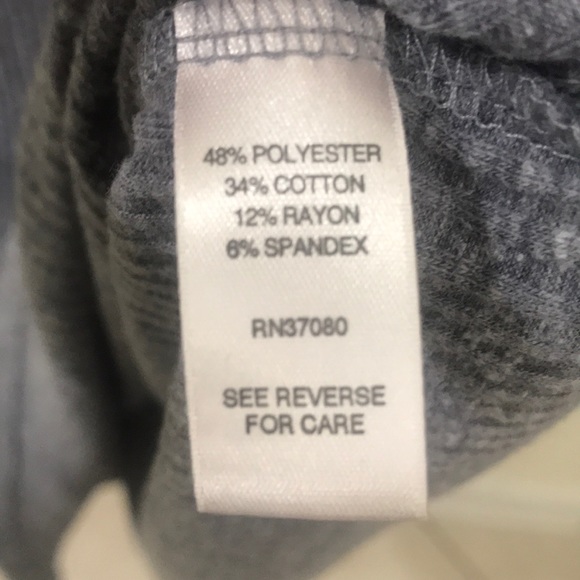 48% POLYESTER
34% COTTON
12% RAYON
6% SPANDEX
RN37080
SEE REVERSE
FOR CARE